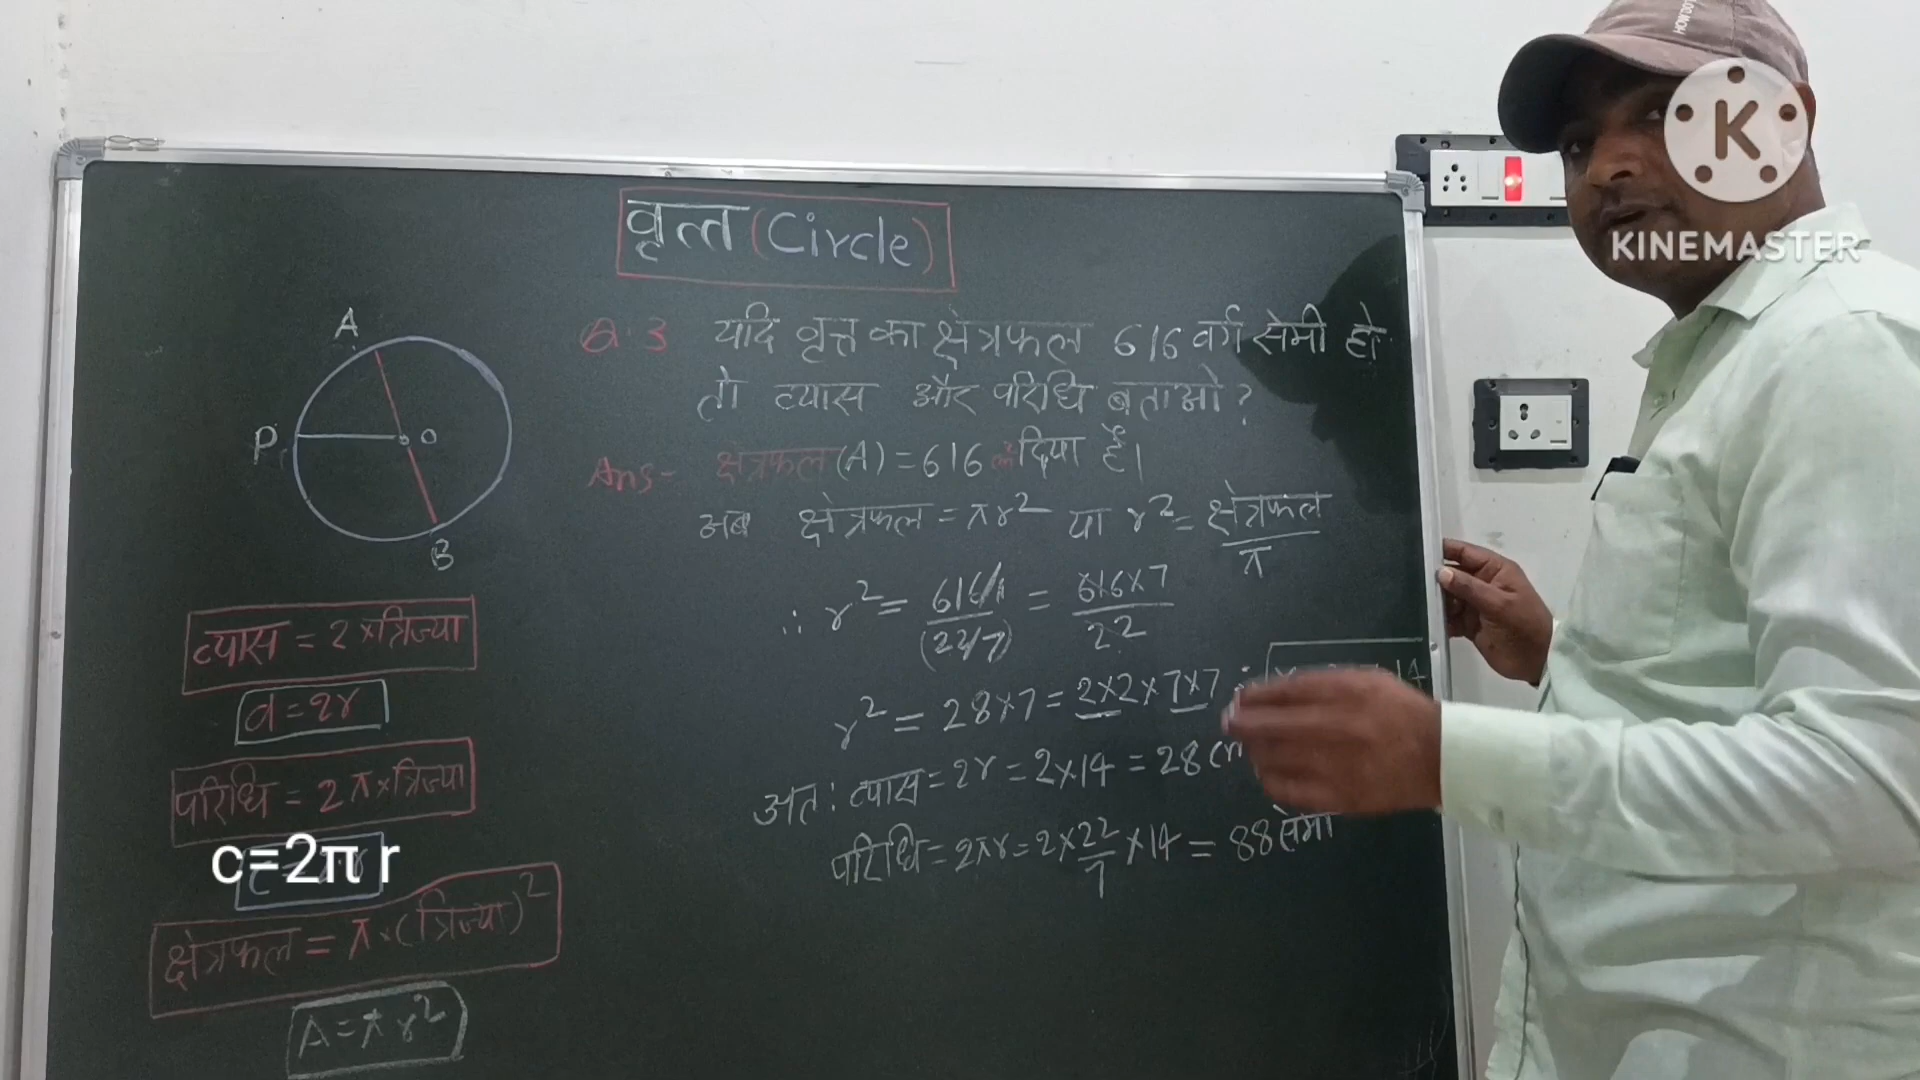 वृत्त (Circle)
Q.3 यदि वृत्त का क्षेत्रफल 616 वर्ग सेमी हो
तो व्यास और परिधि बताओ?
Ans- क्षेत्रफल (A) = 616 दिया है।
अब क्षेत्रफल = πr² या r² = क्षेत्रफल/π
∴ r² = 616/(22/7) = 616×7/22
r² = 28×7 = 2×2×7×7
अतः व्यास = 2r = 2×14 = 28
परिधि = 2πr = 2×22/7×14 = 88 सेमी
A
P
O
B
व्यास = 2×त्रिज्या
d=2r
परिधि = 2π×त्रिज्या
c=2π r
क्षेत्रफल = π×(त्रिज्या)²
A=πr²
K
KINEMASTER